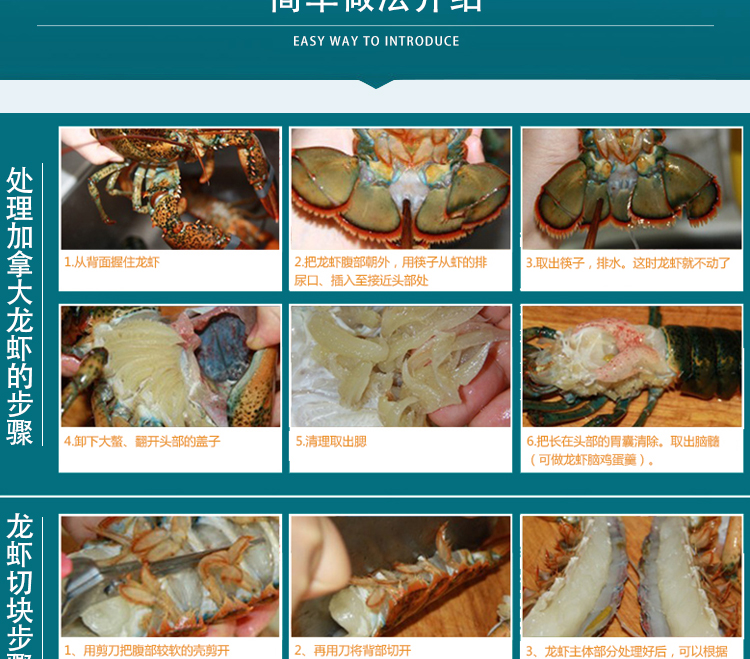 简单做法介绍
EASY WAY TO INTRODUCE
处理加拿大龙虾的步骤
1.从背面握住龙虾
2.把龙虾腹部朝外，用筷子从虾的排
尿口、插入至接近头部处
3.取出筷子，排水。这时龙虾就不动了
4.卸下大螯、翻开头部的盖子
5.清理取出腮
6.把长在头部的胃囊清除。取出脑髓
（可做龙虾脑鸡蛋羹）。
龙虾切块步
1、用剪刀把腹部较软的壳剪开
2、再用刀将背部切开
3、龙虾主体部分处理好后，可以根据